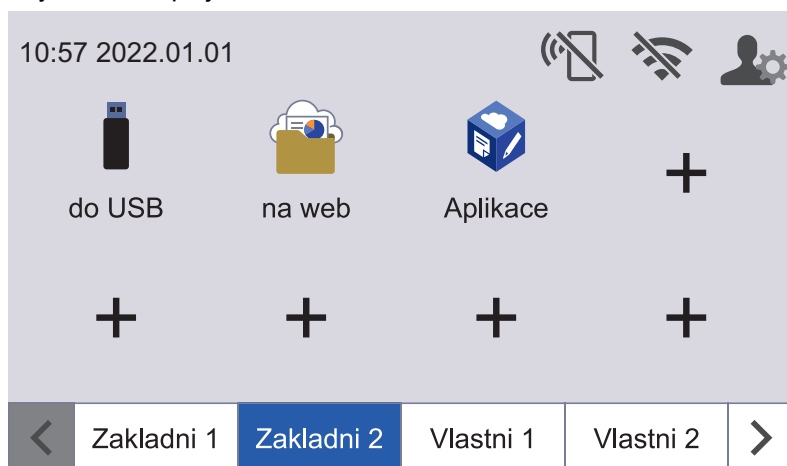 10:57 2022.01.01
do USB na web Aplikace
Zakladni 1 Zakladni 2 Vlastni 1 Vlastni 2